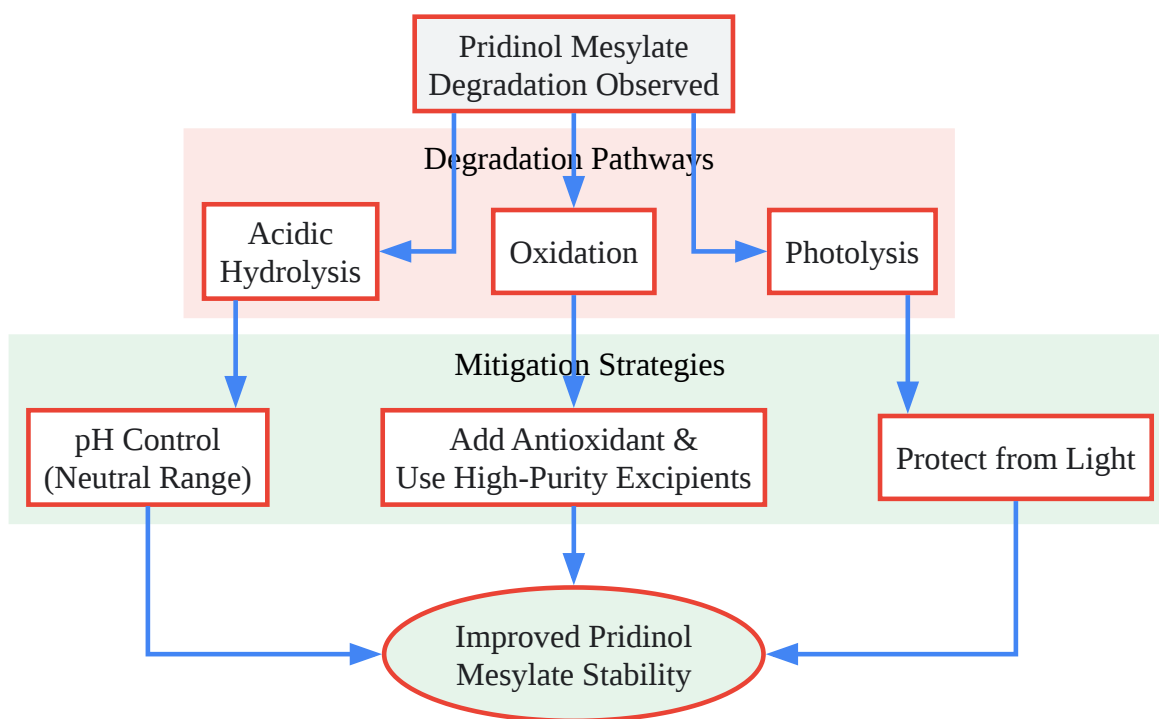 Pridinol Mesylate
Degradation Observed
Degradation Pathways
Acidic
Hydrolysis
Oxidation
Photolysis
Mitigation Strategies
pH Control
(Neutral Range)
Add Antioxidant &
Use High-Purity Excipients
Protect from Light
Improved Pridinol
Mesylate Stability